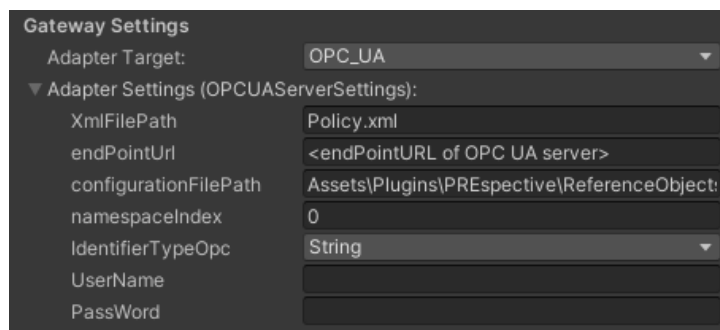 Gateway Settings
Adapter Target: OPC_UA
Adapter Settings (OPCUAServerSettings):
XmlFilePath Policy.xml
endPointUrl <endPointURL of OPC UA server>
configurationFilePath Assets\Plugins\PREspective\ReferenceObject:
namespaceIndex 0
IdentifierTypeOpc String
UserName
PassWord